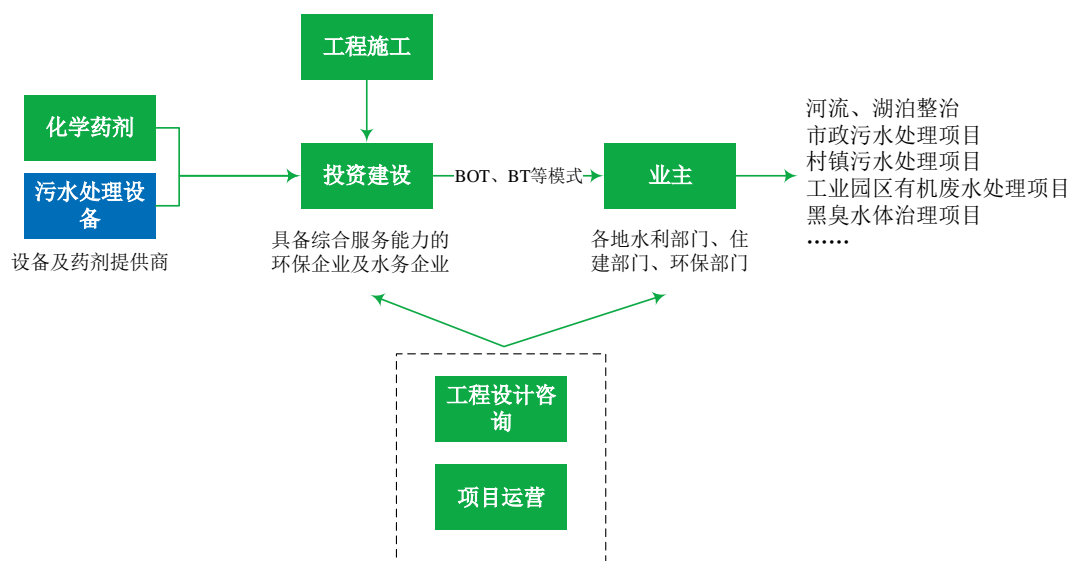 工程施工
化学药剂
污水处理设
备
设备及药剂提供商
投资建设
具备综合服务能力的
环保企业及水务企业
BOT、BT等模式
业主
各地水利部门、住
建部门、环保部门
河流、湖泊整治
市政污水处理项目
村镇污水处理项目
工业园区有机废水处理项目
黑臭水体治理项目
……
工程设计咨
询
项目运营